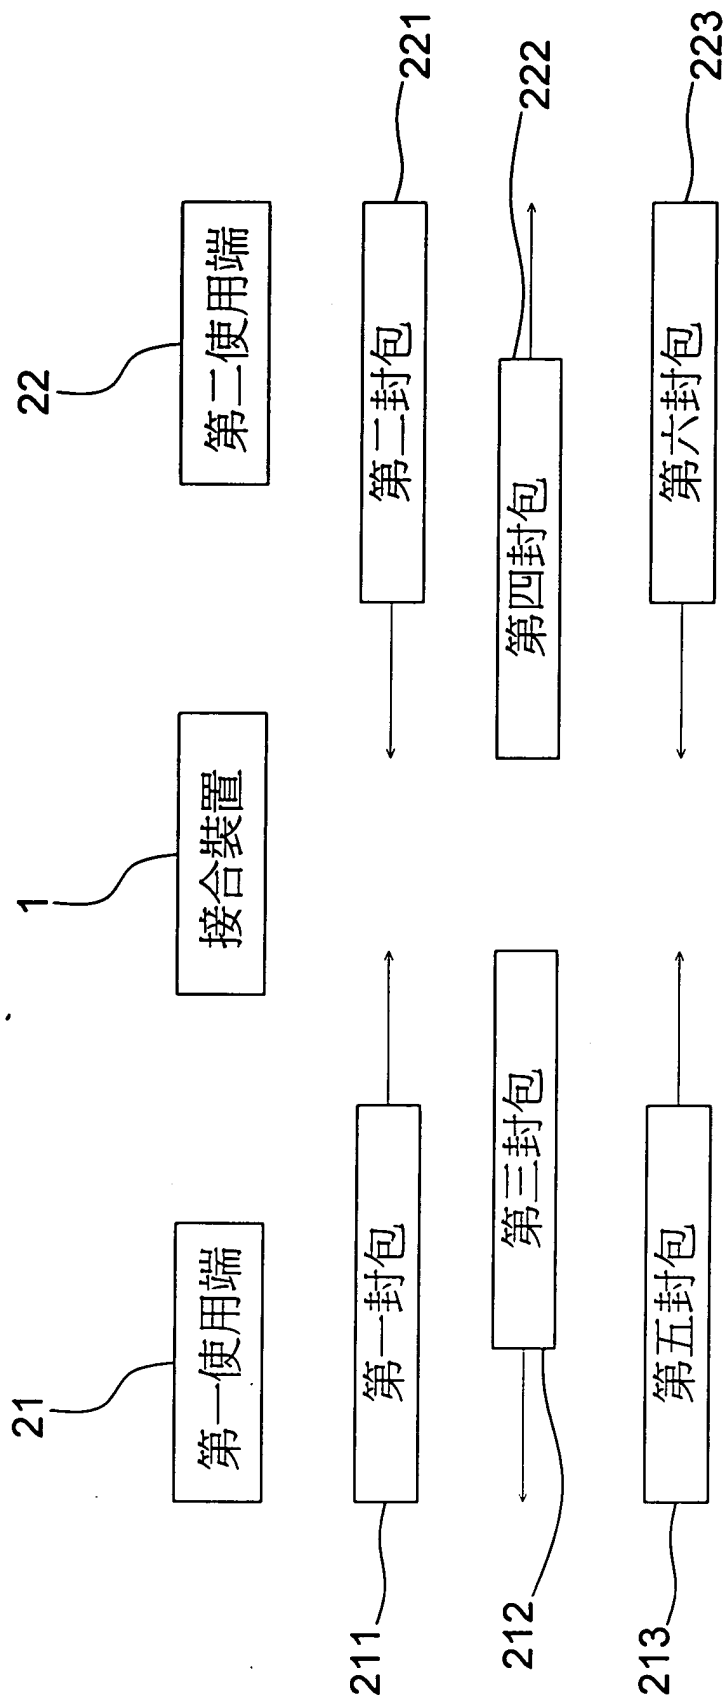 21
第一使用端
1
接合裝置
22
第二使用端
211
第一封包
第二封包
221
212
第三封包
第四封包
222
213
第五封包
第六封包
223